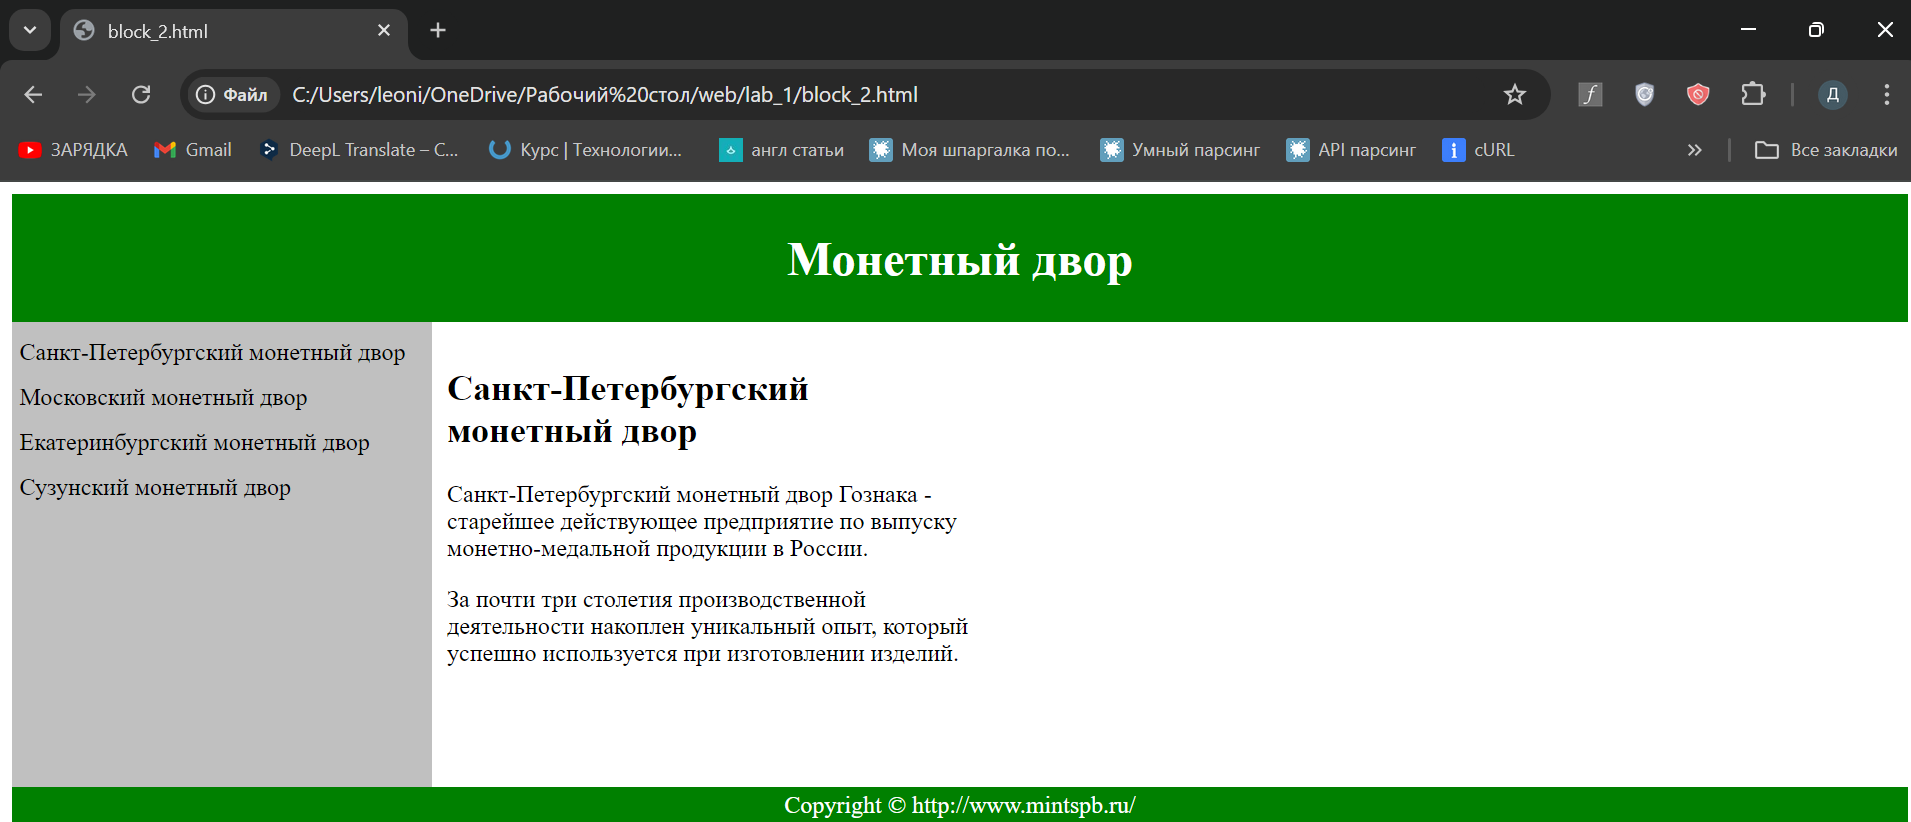 block_2.html
Файл C:/Users/leoni/OneDrive/Рабочий%20стол/web/lab_1/block_2.html Д
ЗАРЯДКА Gmail DeepL Translate – С... Курс | Технологии... англ статьи Моя шпаргалка по... Умный парсинг API парсинг cURL » Все закладки
Монетный двор
Санкт-Петербургский монетный двор
Московский монетный двор
Екатеринбургский монетный двор
Сузунский монетный двор
Санкт-Петербургский
монетный двор
Санкт-Петербургский монетный двор Гознака -
старейшее действующее предприятие по выпуску
монетно-медальной продукции в России.
За почти три столетия производственной
деятельности накоплен уникальный опыт, который
успешно используется при изготовлении изделий.
Copyright © http://www.mintspb.ru/